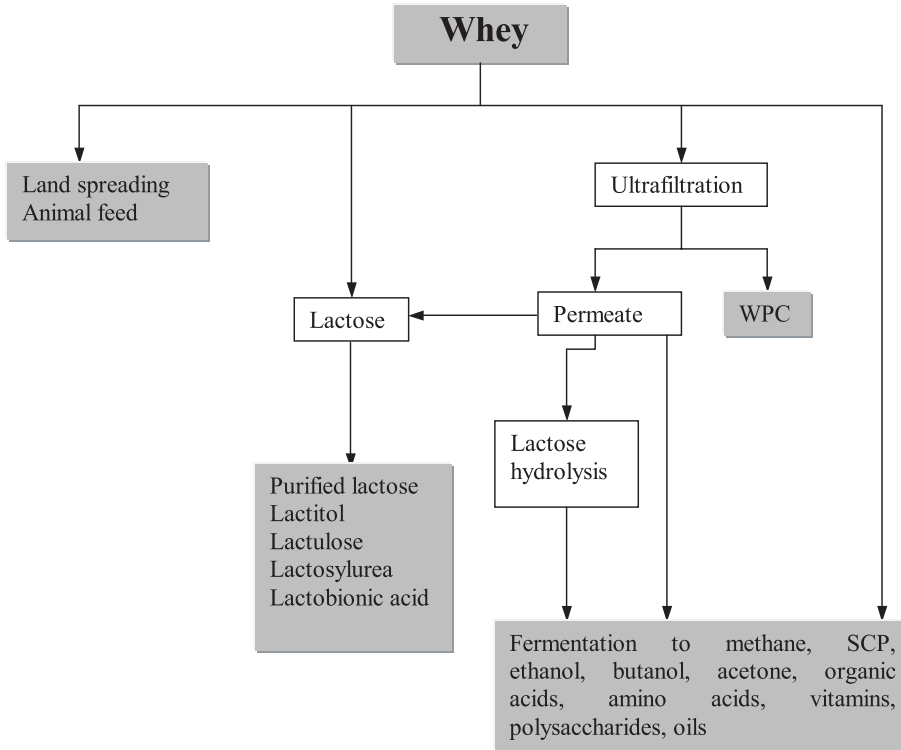 Whey
Land spreading
Animal feed
Ultrafiltration
Lactose
Permeate
WPC
Lactose
hydrolysis
Purified lactose
Lactitol
Lactulose
Lactosylurea
Lactobionic acid
Fermentation to methane, SCP,
ethanol, butanol, acetone, organic
acids, amino acids, vitamins,
polysaccharides, oils